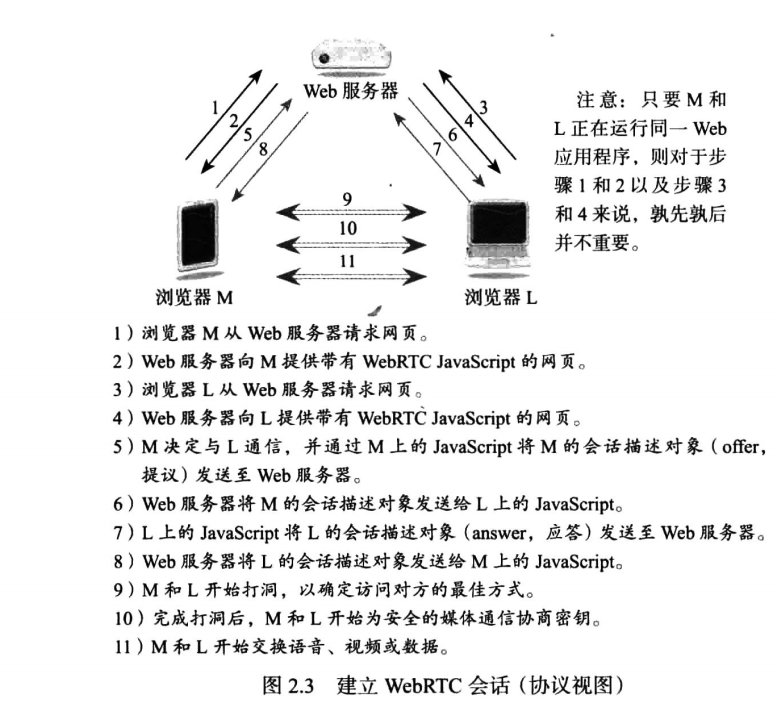 Web 服务器
1
2
5
8
3
4
6
7
9
10
11
浏览器 M
浏览器 L
注意：只要 M 和
L 正在运行同一 Web
应用程序，则对于步
骤 1 和 2 以及步骤 3
和 4 来说，孰先孰后
并不重要。
1）浏览器 M 从 Web 服务器请求网页。
2）Web 服务器向 M 提供带有 WebRTC JavaScript 的网页。
3）浏览器 L 从 Web 服务器请求网页。
4）Web 服务器向 L 提供带有 WebRTC JavaScript 的网页。
5）M 决定与 L 通信，并通过 M 上的 JavaScript 将 M 的会话描述对象（offer，
提议）发送至 Web 服务器。
6）Web 服务器将 M 的会话描述对象发送给 L 上的 JavaScript。
7）L 上的 JavaScript 将 L 的会话描述对象（answer，应答）发送至 Web 服务器。
8）Web 服务器将 L 的会话描述对象发送给 M 上的 JavaScript。
9）M 和 L 开始打洞，以确定访问对方的最佳方式。
10）完成打洞后，M 和 L 开始为安全的媒体通信协商密钥。
11）M 和 L 开始交换语音、视频或数据。
图 2.3 建立 WebRTC 会话（协议视图）